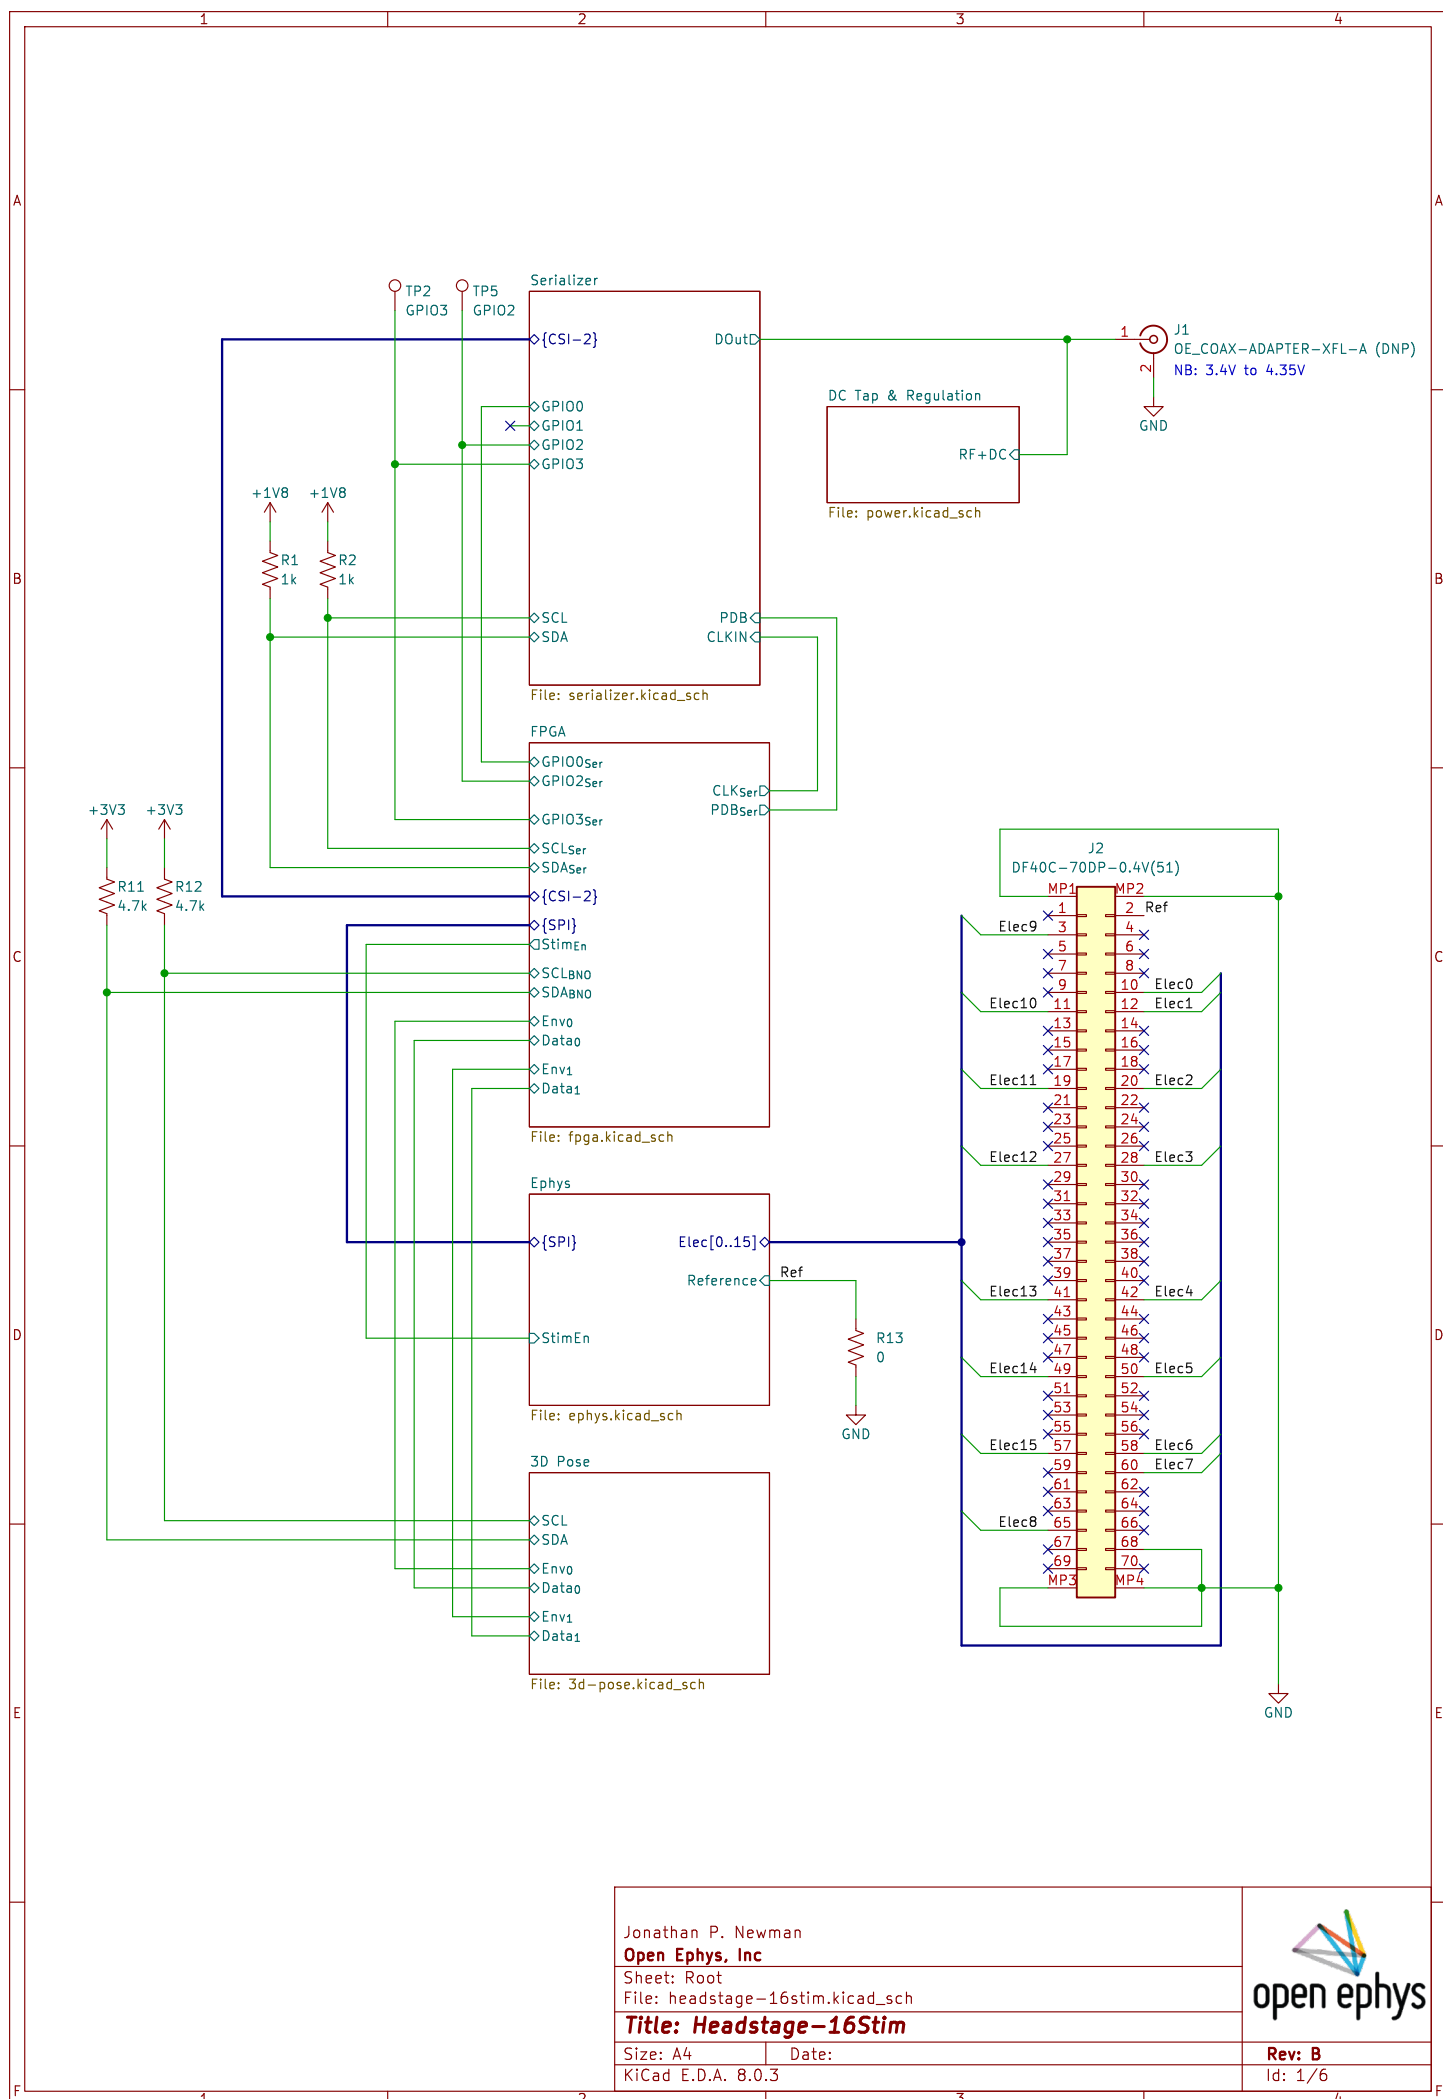 1 2 3 4
A A
Serializer
TP2
GPIO3
TP5
GPIO2
{CSI-2}
DOut
1
2
J1
OE_COAX-ADAPTER-XFL-A (DNP)
NB: 3.4V to 4.35V
GND
GPIO0
GPIO1
GPIO2
GPIO3
DC Tap & Regulation
RF+DC
File: power.kicad_sch
+1V8 +1V8
B B
R1
1k
R2
1k
SCL
SDA
PDB
CLKIN
File: serializer.kicad_sch
FPGA
GPIO0Ser
GPIO2Ser
GPIO3Ser
SCLSer
SDASer
{CSI-2}
{SPI}
StimEn
SCLBNO
SDABNO
Env0
Data0
Env1
Data1
CLKSer
PDBSer
File: fpga.kicad_sch
+3V3 +3V3
R11
4.7k
R12
4.7k
C C
J2
DF40C-70DP-0.4V(51)
MP1 MP2
1 2 Ref
Elec9 3 4
5 6
7 8
9 10 Elec0
Elec10 11 12 Elec1
13 14
15 16
17 18
Elec11 19 20 Elec2
21 22
23 24
25 26
Elec12 27 28 Elec3
29 30
31 32
33 34
35 36
37 38
39 40
Elec13 41 42 Elec4
43 44
45 46
47 48
Elec14 49 50 Elec5
51 52
53 54
55 56
Elec15 57 58 Elec6
59 60 Elec7
61 62
63 64
Elec8 65 66
67 68
69 70
MP3 MP4
GND
Ephys
{SPI}
Elec[0..15]
Reference
Ref
StimEn
R13
0
GND
File: ephys.kicad_sch
D D
3D Pose
SCL
SDA
Env0
Data0
Env1
Data1
File: 3d-pose.kicad_sch
E E
Jonathan P. Newman
Open Ephys, Inc
Sheet: Root
File: headstage-16stim.kicad_sch
Title: Headstage-16Stim
Size: A4 Date:
KiCad E.D.A. 8.0.3
open ephys
Rev: B
Id: 1/6
F F
1 2 3 4